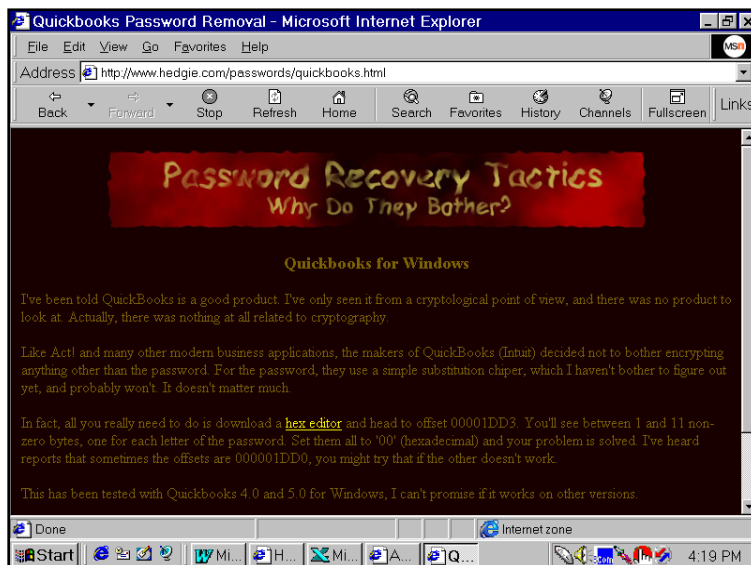 Quickbooks Password Removal - Microsoft Internet Explorer
File Edit View Go Favorites Help
MSN
Address http://www.hedgie.com/passwords/quickbooks.html
Back Forward Stop Refresh Home Search Favorites History Channels Fullscreen Links
Password Recovery Tactics
Why Do They Bother?
Quickbooks for Windows
I've been told QuickBooks is a good product. I've only seen it from a cryptological point of view, and there was no product to
look at. Actually, there was nothing at all related to cryptography.
Like Act! and many other modern business applications, the makers of QuickBooks (Intuit) decided not to bother encrypting
anything other than the password. For the password, they use a simple substitution chiper, which I haven't bother to figure out
yet, and probably won't. It doesn't matter much.
In fact, all you really need to do is download a hex editor and head to offset 00001DD3. You'll see between 1 and 11 non-
zero bytes, one for each letter of the password. Set them all to '00' (hexadecimal) and your problem is solved. I've heard
reports that sometimes the offsets are 000001DD0, you might try that if the other doesn't work.
This has been tested with Quickbooks 4.0 and 5.0 for Windows, I can't promise if it works on other versions.
Done Internet zone
Start Mi... H... Mi... A... Q... 4:19 PM